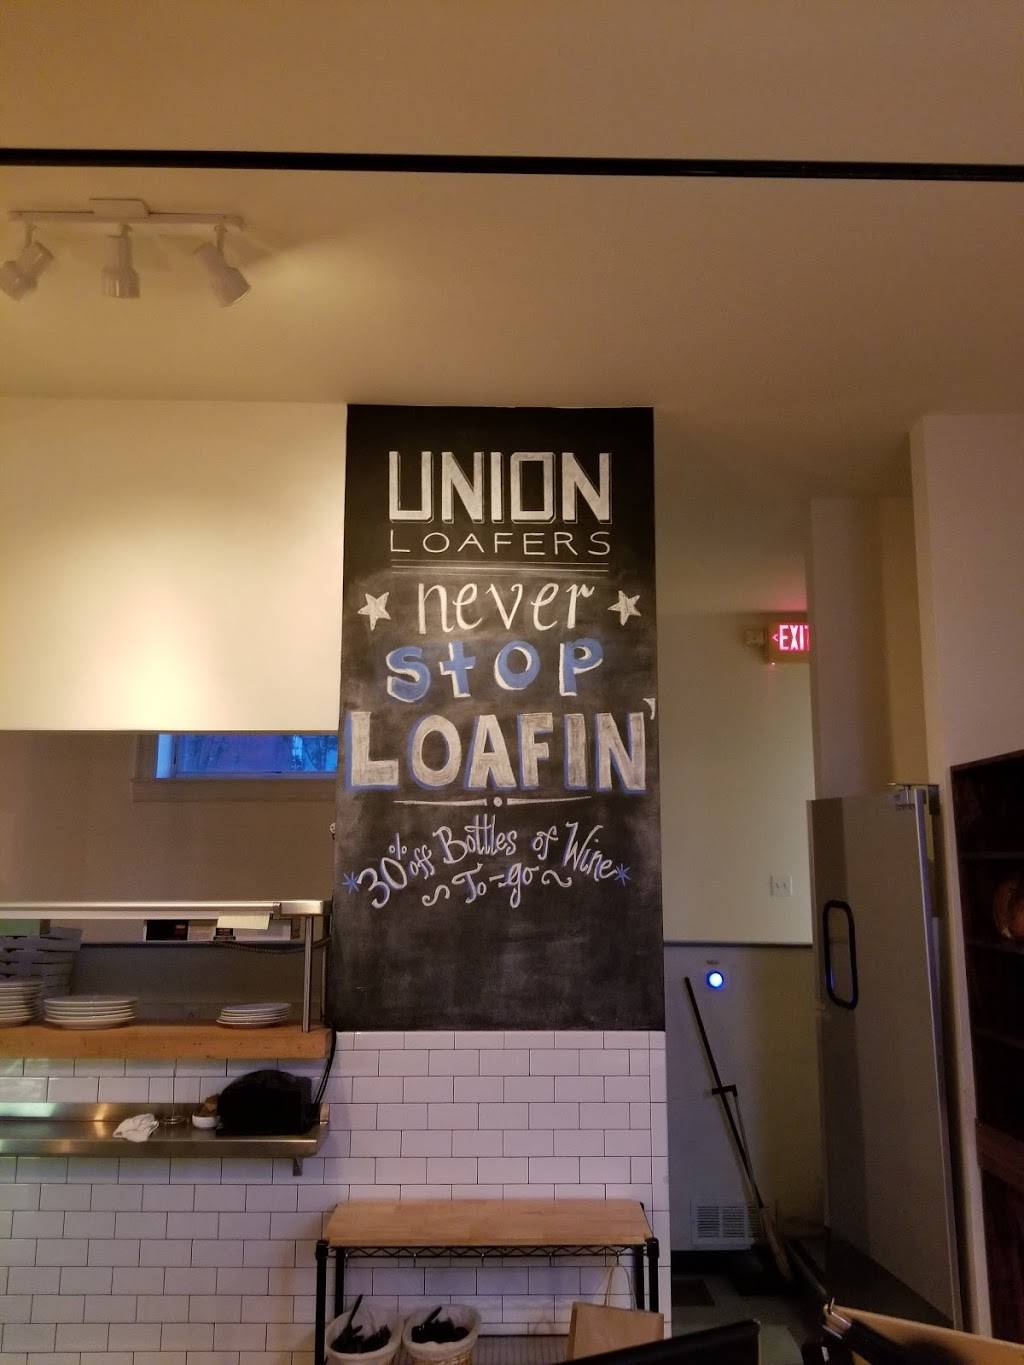 UNION
LOAFERS
never
STOP
LOAFIN'
30% off Bottles of Wine
To-go
EXIT